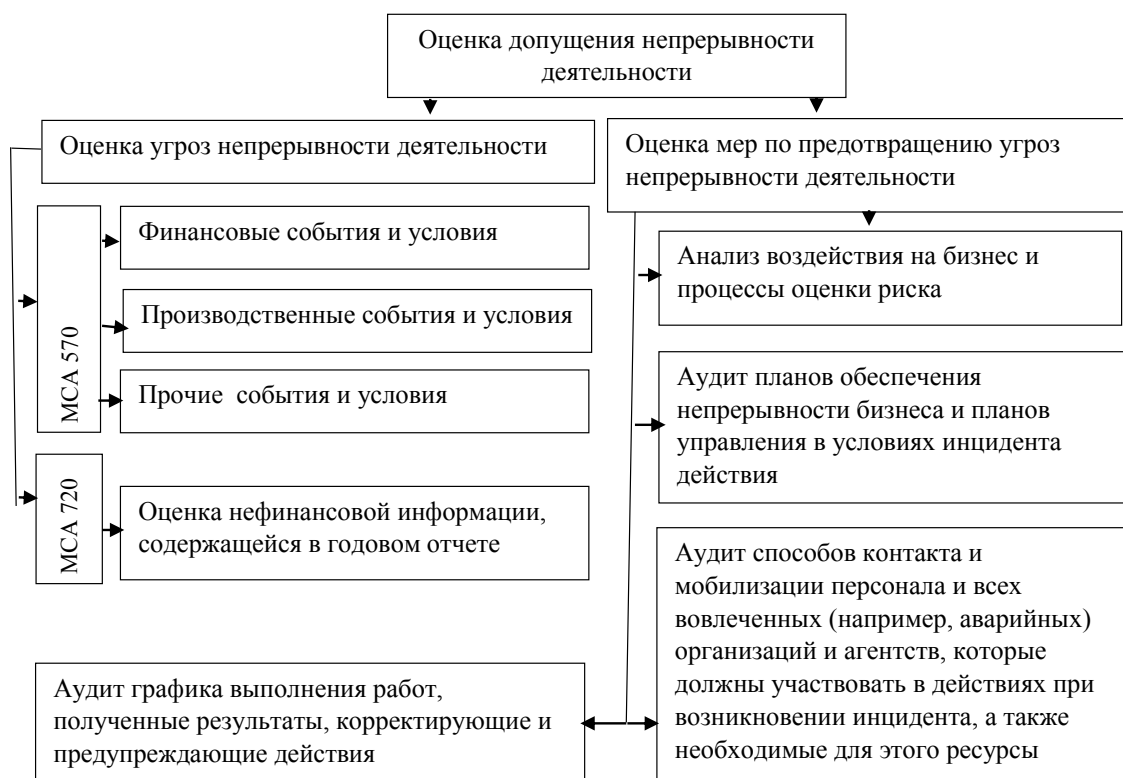 Оценка допущения непрерывности
деятельности
Оценка угроз непрерывности деятельности
МСА 570
Финансовые события и условия
Производственные события и условия
Прочие события и условия
МСА 720
Оценка нефинансовой информации,
содержащейся в годовом отчете
Оценка мер по предотвращению угроз
непрерывности деятельности
Анализ воздействия на бизнес и
процессы оценки риска
Аудит планов обеспечения
непрерывности бизнеса и планов
управления в условиях инцидента
действия
Аудит способов контакта и
мобилизации персонала и всех
вовлеченных (например, аварийных)
организаций и агентств, которые
должны участвовать в действиях при
возникновении инцидента, а также
необходимые для этого ресурсы
Аудит графика выполнения работ,
полученные результаты, корректирующие и
предупреждающие действия